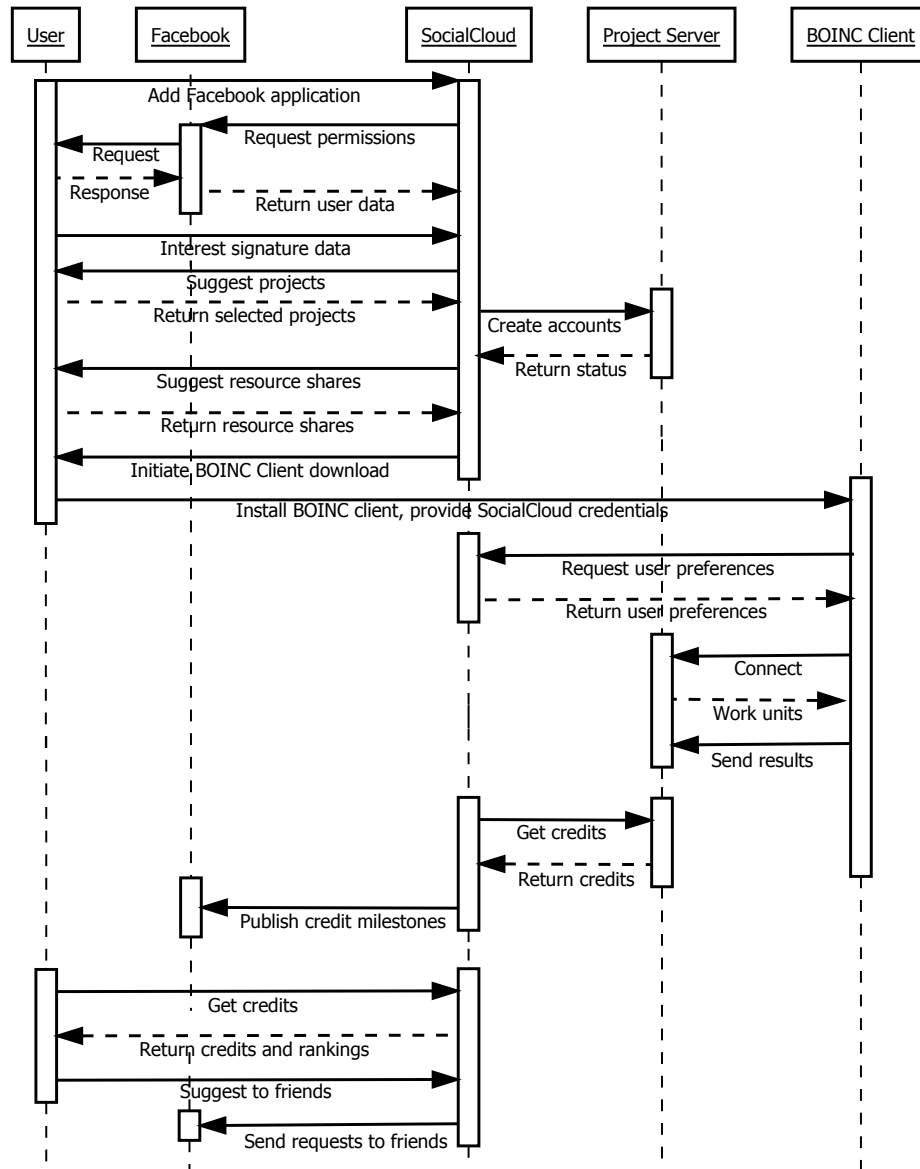 User
Facebook
SocialCloud
Project Server
BOINC Client
Add Facebook application
Request permissions
Request
Response
Return user data
Interest signature data
Suggest projects
Return selected projects
Create accounts
Return status
Suggest resource shares
Return resource shares
Initiate BOINC Client download
Install BOINC client, provide SocialCloud credentials
Request user preferences
Return user preferences
Connect
Work units
Send results
Get credits
Return credits
Publish credit milestones
Get credits
Return credits and rankings
Suggest to friends
Send requests to friends